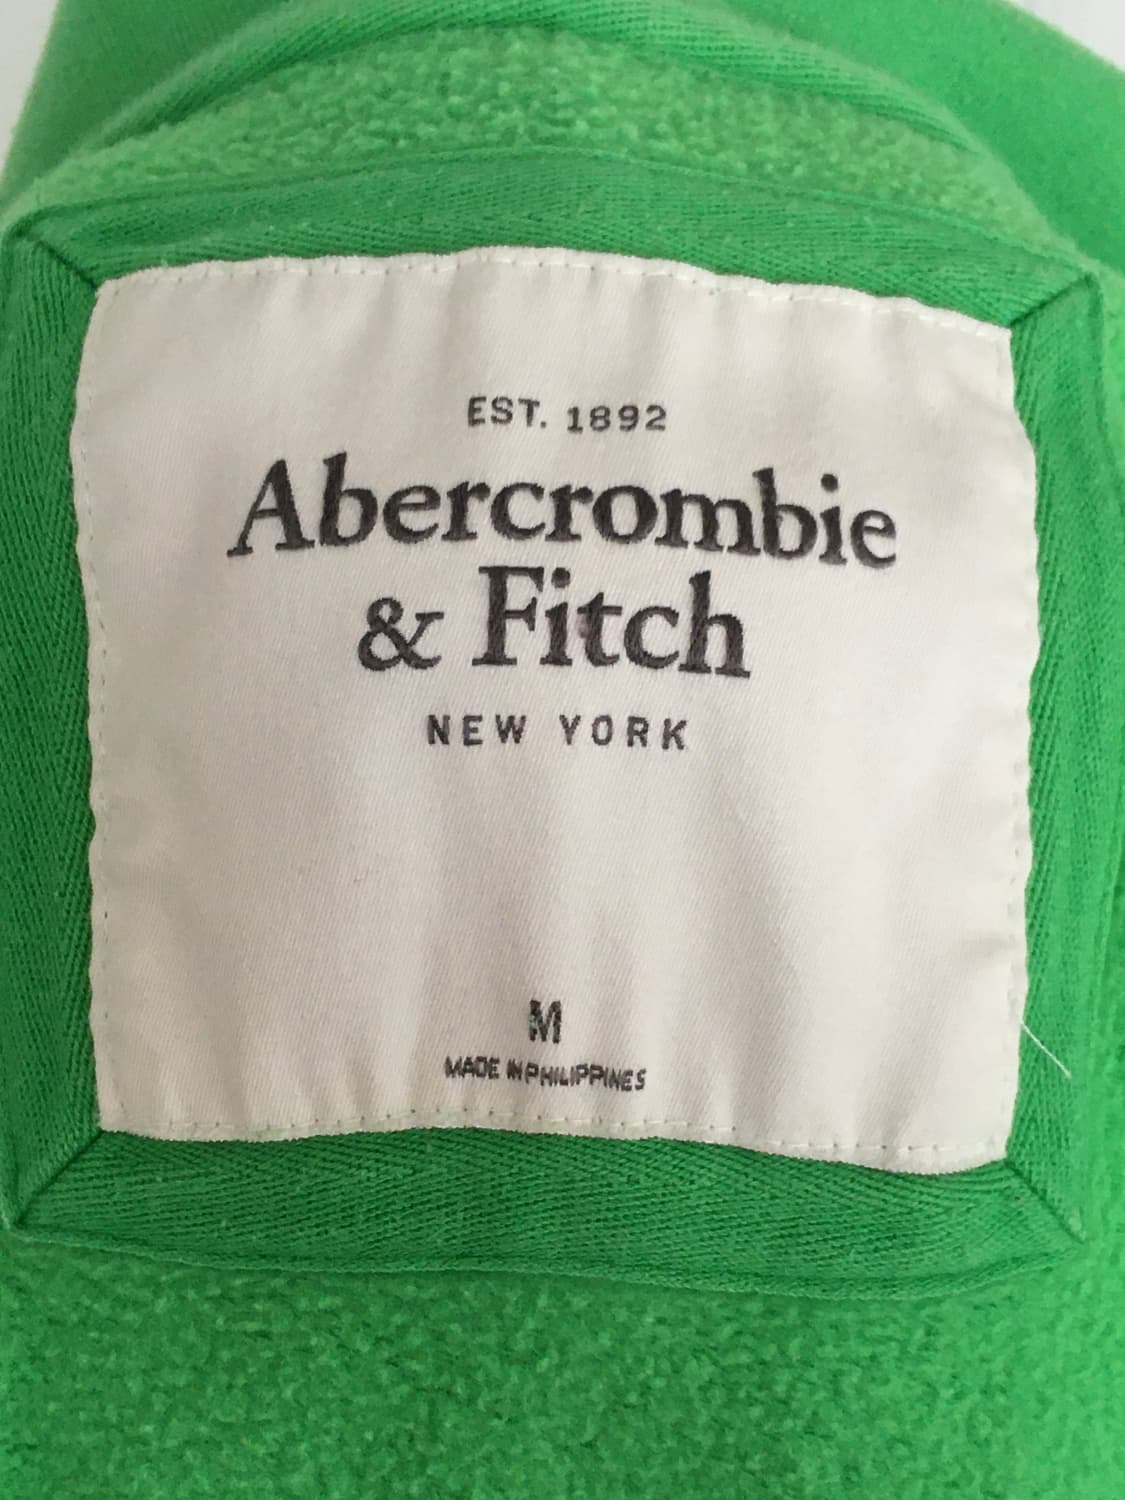 EST. 1892
Abercrombie
& Fitch
NEW YORK
M
MADE IN PHILIPPINES